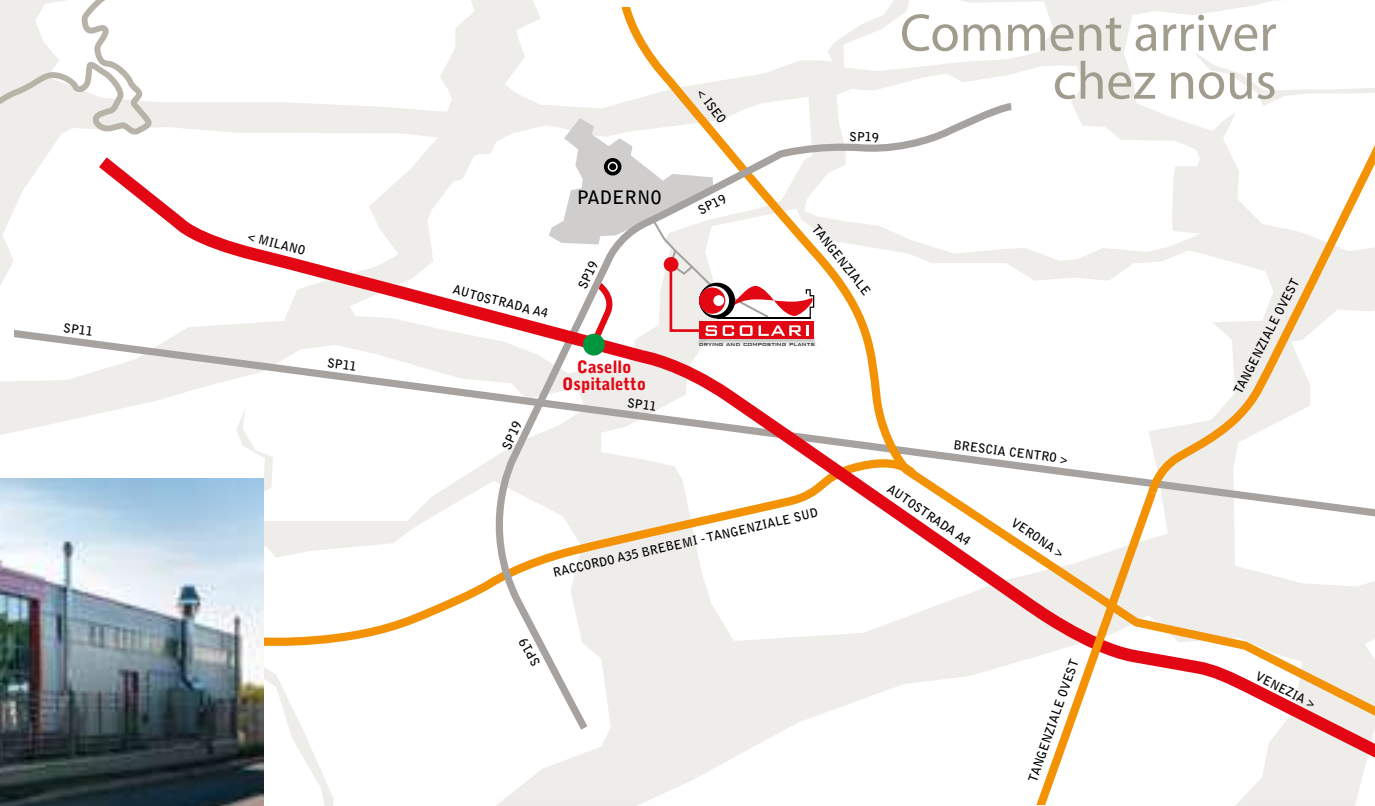 Comment arriver
chez nous
< ISEO
SP19
PADERNO
SP19
< MILANO
TANGENZIALE
SP19
AUTOSTRADA A4
TANGENZIALE OVEST
SCOLARI
DRYING AND COMPOSTING PLANTS
SP11
SP11
Casello
Ospitaletto
SP11
SP19
BRESCIA CENTRO >
AUTOSTRADA A4
RACCORDO A35 BREBEMI - TANGENZIALE SUD
VERONA >
SP19
TANGENZIALE OVEST
VENEZIA >